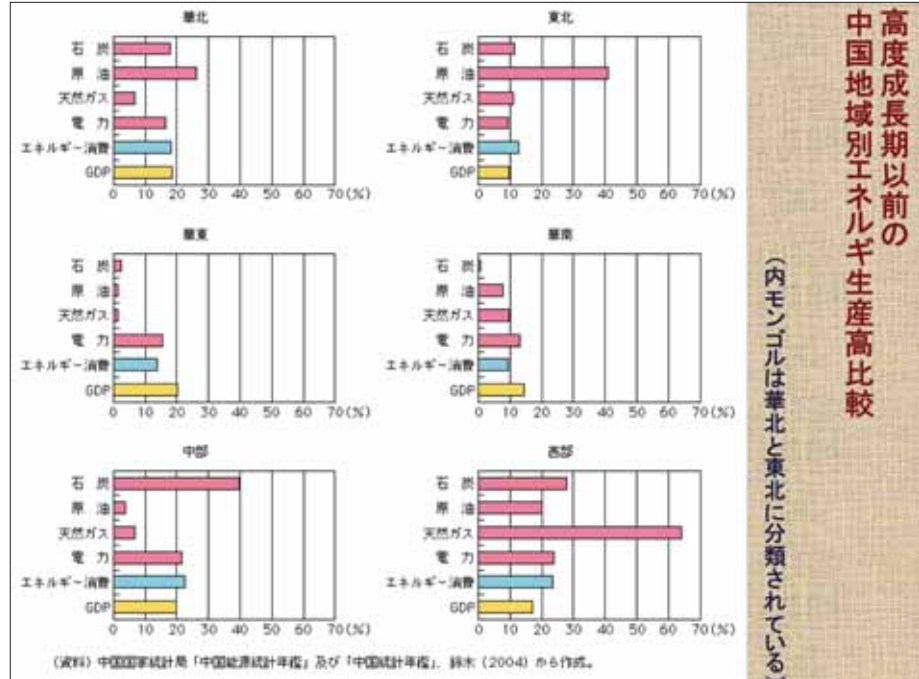 高度成長期以前の
中国地域別エネルギ生産高比較
(内モンゴルは華北と東北に分類されている)
華北
石 炭
原 油
天然ガス
電 力
エネルギー消費
GDP
0 10 20 30 40 50 60 70(%)
東北
石 炭
原 油
天然ガス
電 力
エネルギー消費
GDP
0 10 20 30 40 50 60 70(%)
華東
石 炭
原 油
天然ガス
電 力
エネルギー消費
GDP
0 10 20 30 40 50 60 70(%)
華南
石 炭
原 油
天然ガス
電 力
エネルギー消費
GDP
0 10 20 30 40 50 60 70(%)
中部
石 炭
原 油
天然ガス
電 力
エネルギー消費
GDP
0 10 20 30 40 50 60 70(%)
西部
石 炭
原 油
天然ガス
電 力
エネルギー消費
GDP
0 10 20 30 40 50 60 70(%)
(資料)中国国家統計局「中国能源統計年鑑」及び「中国統計年鑑」、鈴木(2004)から作成。